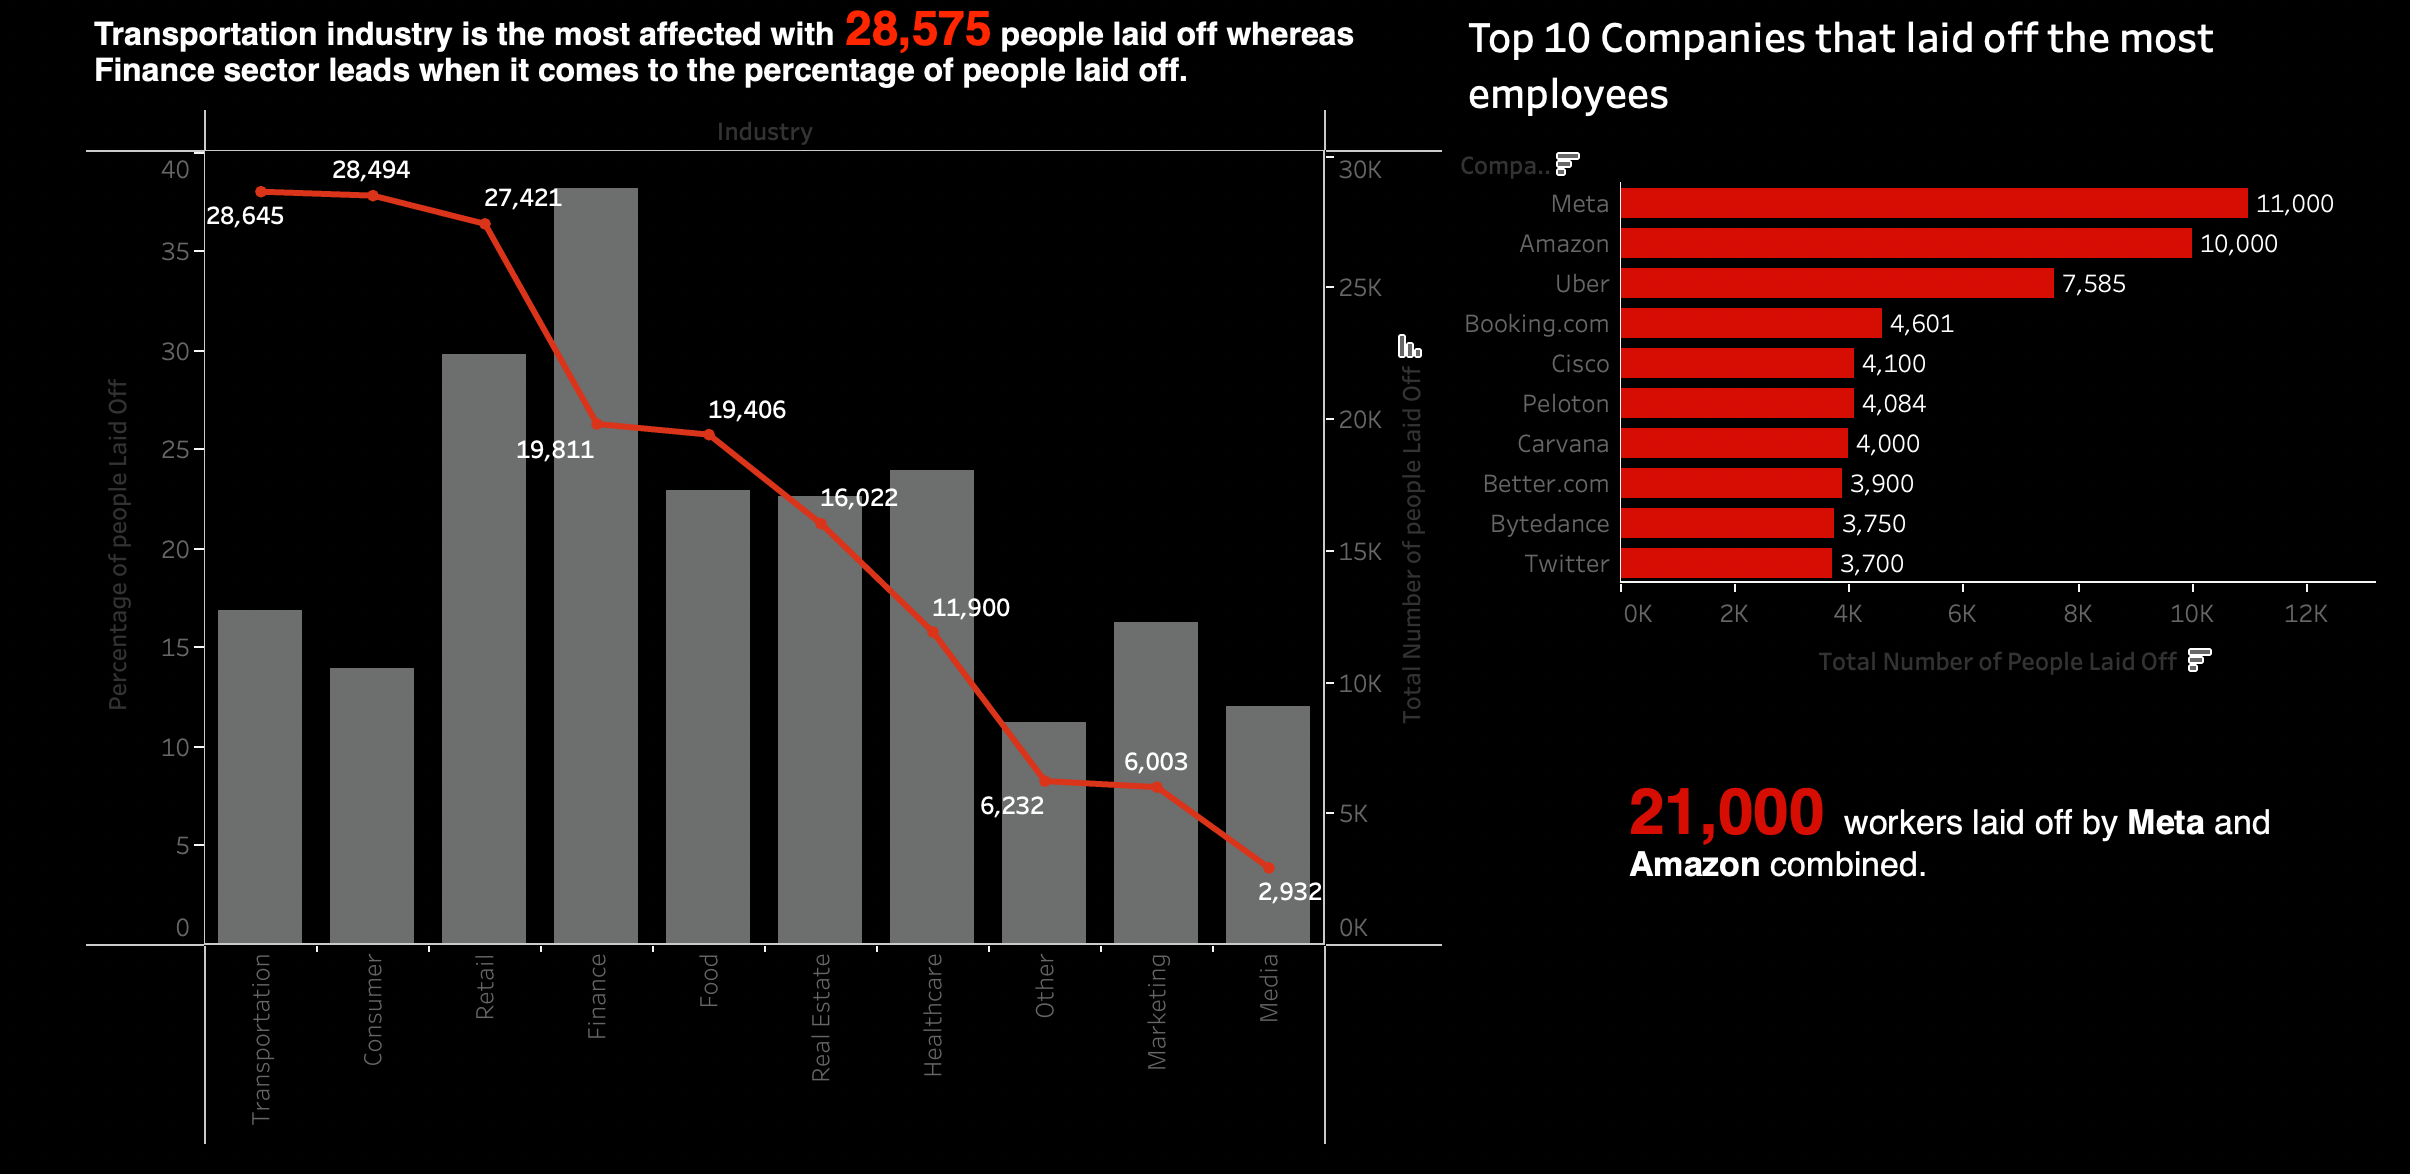 Transportation industry is the most affected with 28,575 people laid off whereas
Finance sector leads when it comes to the percentage of people laid off.
Industry
40
35
30
25
20
15
10
5
0
Percentage of people Laid Off
28,645
28,494
27,421
19,811
19,406
16,022
11,900
6,232
6,003
2,932
30K
25K
20K
15K
10K
5K
0K
Total Number of people Laid Off
Transportation
Consumer
Retail
Finance
Food
Real Estate
Healthcare
Other
Marketing
Media
Top 10 Companies that laid off the most
employees
Compa..
Meta 11,000
Amazon 10,000
Uber 7,585
Booking.com 4,601
Cisco 4,100
Peloton 4,084
Carvana 4,000
Better.com 3,900
Bytedance 3,750
Twitter 3,700
0K 2K 4K 6K 8K 10K 12K
Total Number of People Laid Off
21,000 workers laid off by Meta and
Amazon combined.